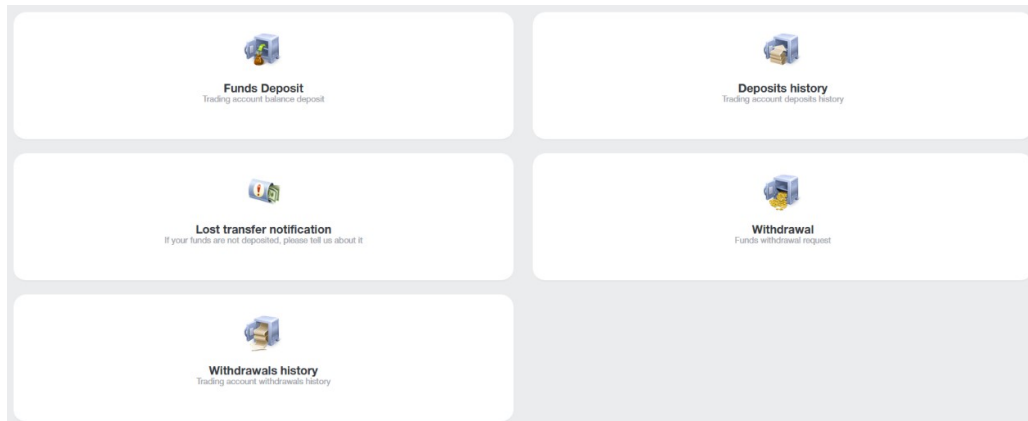 Funds Deposit
Trading account balance deposit
Deposits history
Trading account deposits history
Lost transfer notification
If your funds are not deposited, please tell us about it
Withdrawal
Funds withdrawal request
Withdrawals history
Trading account withdrawals history